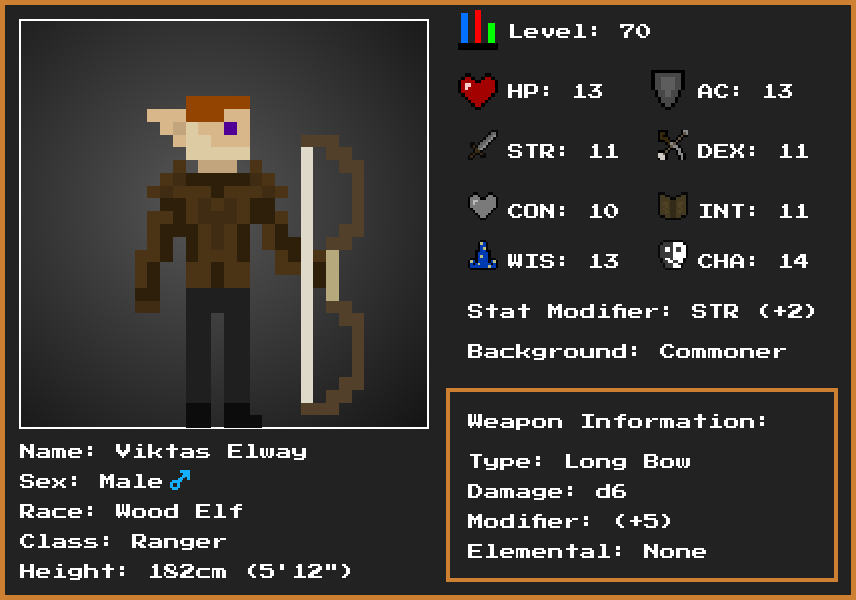 Level: 70
HP: 13
AC: 13
STR: 11
DEX: 11
CON: 10
INT: 11
WIS: 13
CHA: 14
Stat Modifier: STR (+2)
Background: Commoner
Weapon Information:
Type: Long Bow
Damage: d6
Modifier: (+5)
Elemental: None
Name: Viktas Elway
Sex: Male ♂
Race: Wood Elf
Class: Ranger
Height: 182cm (5'12")